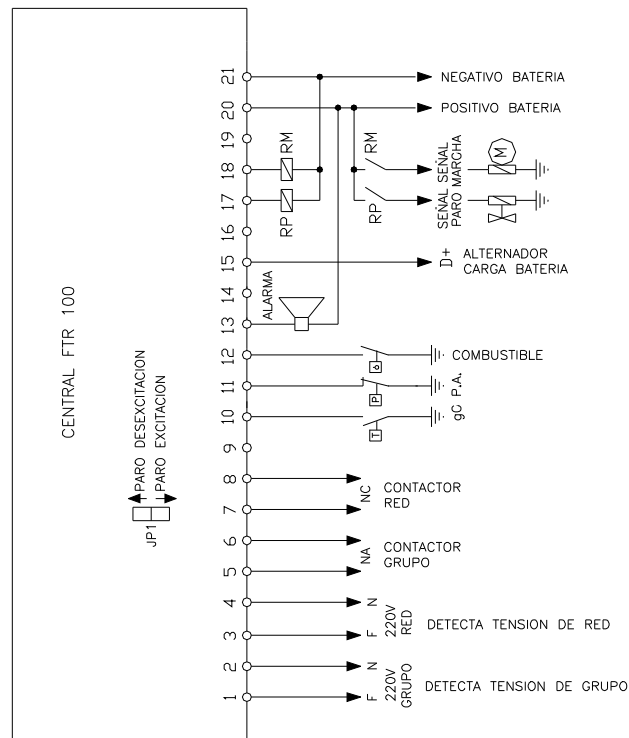 21
NEGATIVO BATERIA
20
POSITIVO BATERIA
19
18
RM
RM
SEÑAL MARCHA
M
17
RP
RP
SEÑAL PARO
16
15
D+
ALTERNADOR
CARGA BATERIA
14
ALARMA
13
12
COMBUSTIBLE
11
P
P.A.
10
T
gC
9
CENTRAL FTR 100
PARO DESEXCITACION
PARO EXCITACION
JP1
8
NC
CONTACTOR
RED
7
6
NA
CONTACTOR
GRUPO
5
4
N
220V
RED
DETECTA TENSION DE RED
3
F
2
N
220V
GRUPO
DETECTA TENSION DE GRUPO
1
F